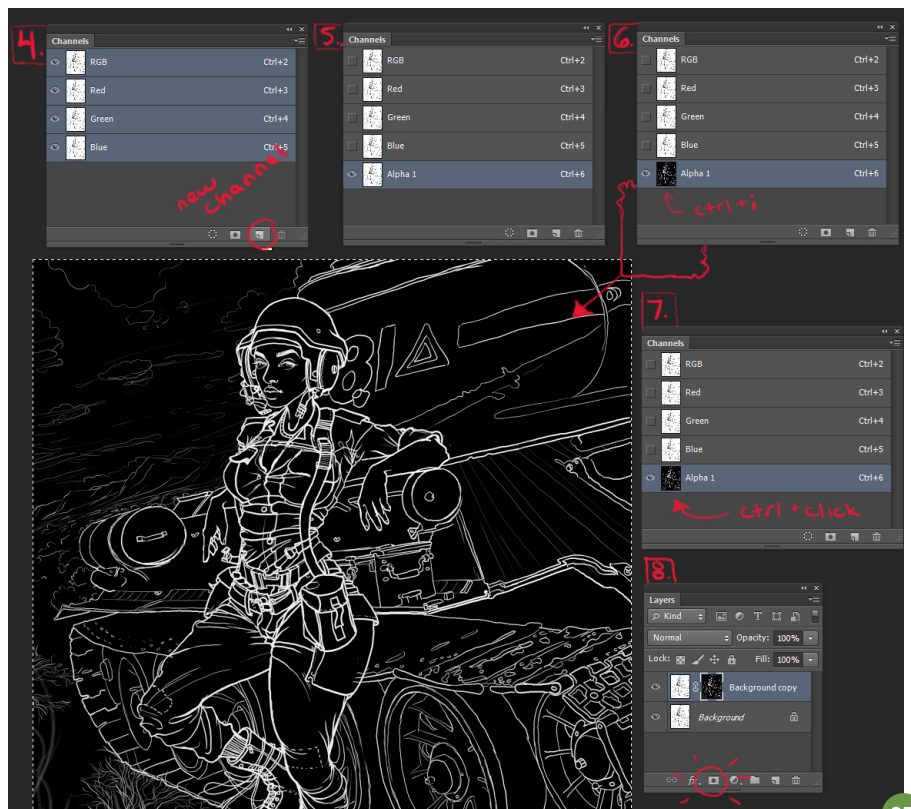 4.
Channels
RGB Ctrl+2
Red Ctrl+3
Green Ctrl+4
Blue Ctrl+5
new
channel
5.
Channels
RGB Ctrl+2
Red Ctrl+3
Green Ctrl+4
Blue Ctrl+5
Alpha 1 Ctrl+6
6.
Channels
RGB Ctrl+2
Red Ctrl+3
Green Ctrl+4
Blue Ctrl+5
Alpha 1 Ctrl+6
ctrl+i
7.
Channels
RGB Ctrl+2
Red Ctrl+3
Green Ctrl+4
Blue Ctrl+5
Alpha 1 Ctrl+6
ctrl+click
8.
Layers
Kind
Normal Opacity: 100%
Lock: Fill: 100%
Background copy
Background
fx